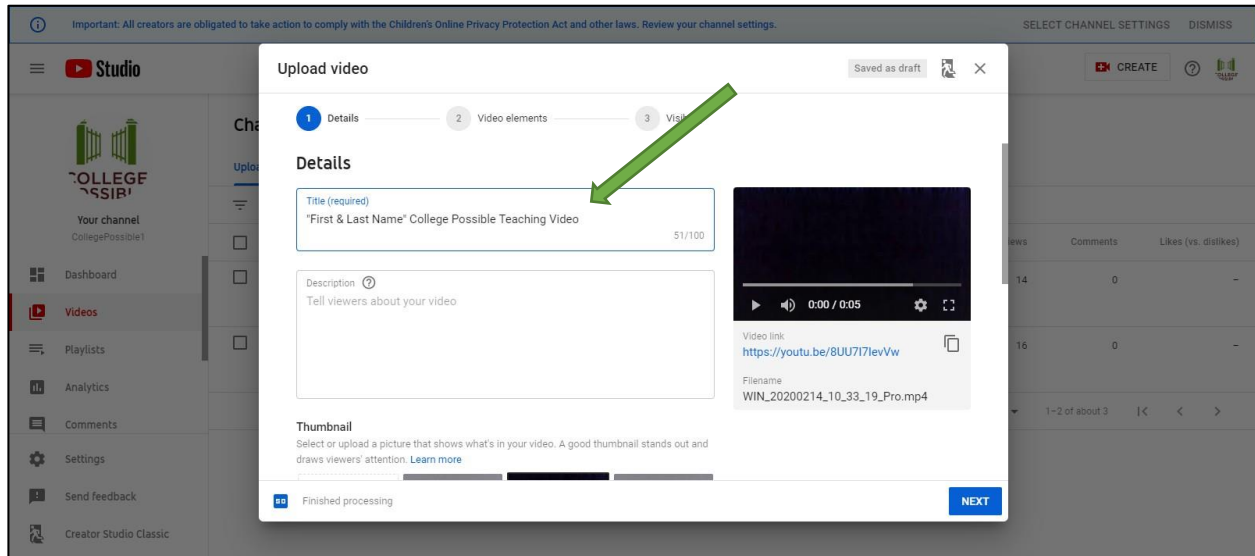 Important: All creators are obligated to take action to comply with the Children's Online Privacy Protection Act and other laws. Review your channel settings.
SELECT CHANNEL SETTINGS DISMISS
Studio
CREATE
Upload video
Saved as draft
1 Details
2 Video elements
3
Details
Title (required)
"First & Last Name" College Possible Teaching Video
51/100
Description
Tell viewers about your video
Thumbnail
Select or upload a picture that shows what's in your video. A good thumbnail stands out and
draws viewers' attention. Learn more
0:00 / 0:05
Video link
https://youtu.be/8UU7I7IevVw
Filename
WIN_20200214_10_33_19_Pro.mp4
Finished processing
NEXT
Your channel
CollegePossible1
Dashboard
Videos
Playlists
Analytics
Comments
Settings
Send feedback
Creator Studio Classic
Comments Likes (vs. dislikes)
14 0 –
16 0 –
1–2 of about 3